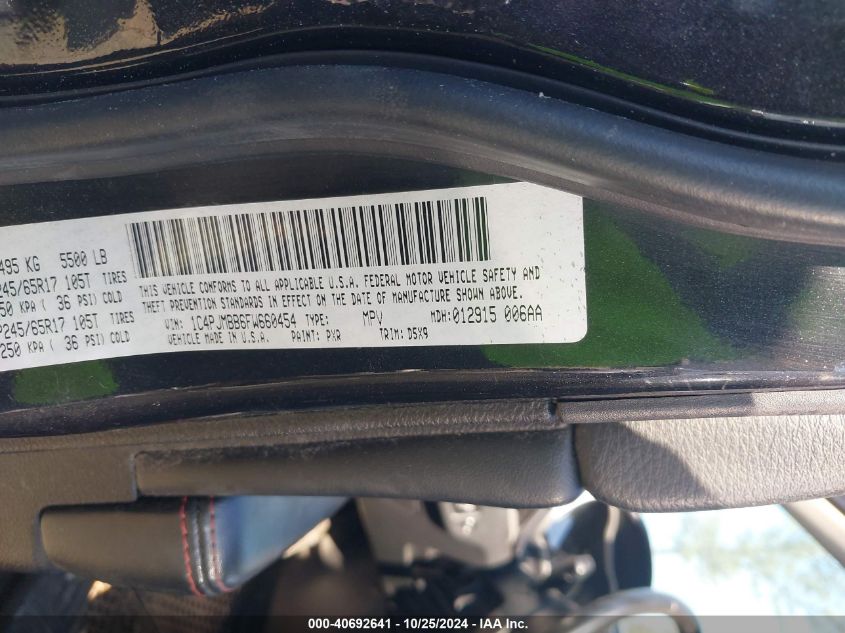 495 KG 5500 LB
245/65R17 105T TIRES
250 KPA ( 36 PSI) COLD
P245/65R17 105T TIRES
250 KPA ( 36 PSI) COLD
THIS VEHICLE CONFORMS TO ALL APPLICABLE U.S.A. FEDERAL MOTOR VEHICLE SAFETY AND
THEFT PREVENTION STANDARDS IN EFFECT ON THE DATE OF MANUFACTURE SHOWN ABOVE.
VIN: 1C4PJMBB6FW660454 TYPE: MPV MDH:012915 006AA
MADE IN U.S.A. PAINT: PXR TRIM: D5X9
000-40692641 - 10/25/2024 - IAA Inc.